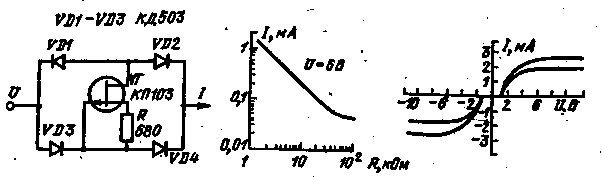 VD1-VD3 КД503
VD1
VD2
VT
КП103
U
I
R
680
VD3
VD4
I, мА
1
0,1
0,01
U=6В
1
10
10²
R, кОм
I, мА
3
2
1
-10
-6
-2
2
6
U, В
-1
-2
-3